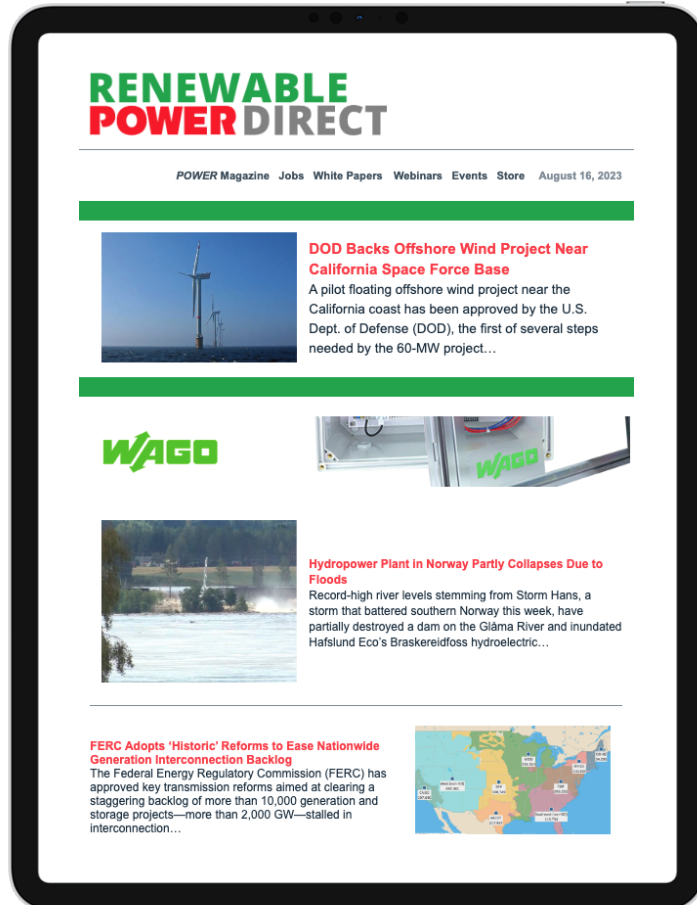 RENEWABLE
POWER DIRECT
POWER Magazine Jobs White Papers Webinars Events Store August 16, 2023
DOD Backs Offshore Wind Project Near
California Space Force Base
A pilot floating offshore wind project near the
California coast has been approved by the U.S.
Dept. of Defense (DOD), the first of several steps
needed by the 60-MW project…
WAGO
WAGO
Hydropower Plant in Norway Partly Collapses Due to
Floods
Record-high river levels stemming from Storm Hans, a
storm that battered southern Norway this week, have
partially destroyed a dam on the Gláma River and inundated
Hafslund Eco's Braskereidfoss hydroelectric…
FERC Adopts ‘Historic’ Reforms to Ease Nationwide
Generation Interconnection Backlog
The Federal Energy Regulatory Commission (FERC) has
approved key transmission reforms aimed at clearing a
staggering backlog of more than 10,000 generation and
storage projects—more than 2,000 GW—stalled in
interconnection…